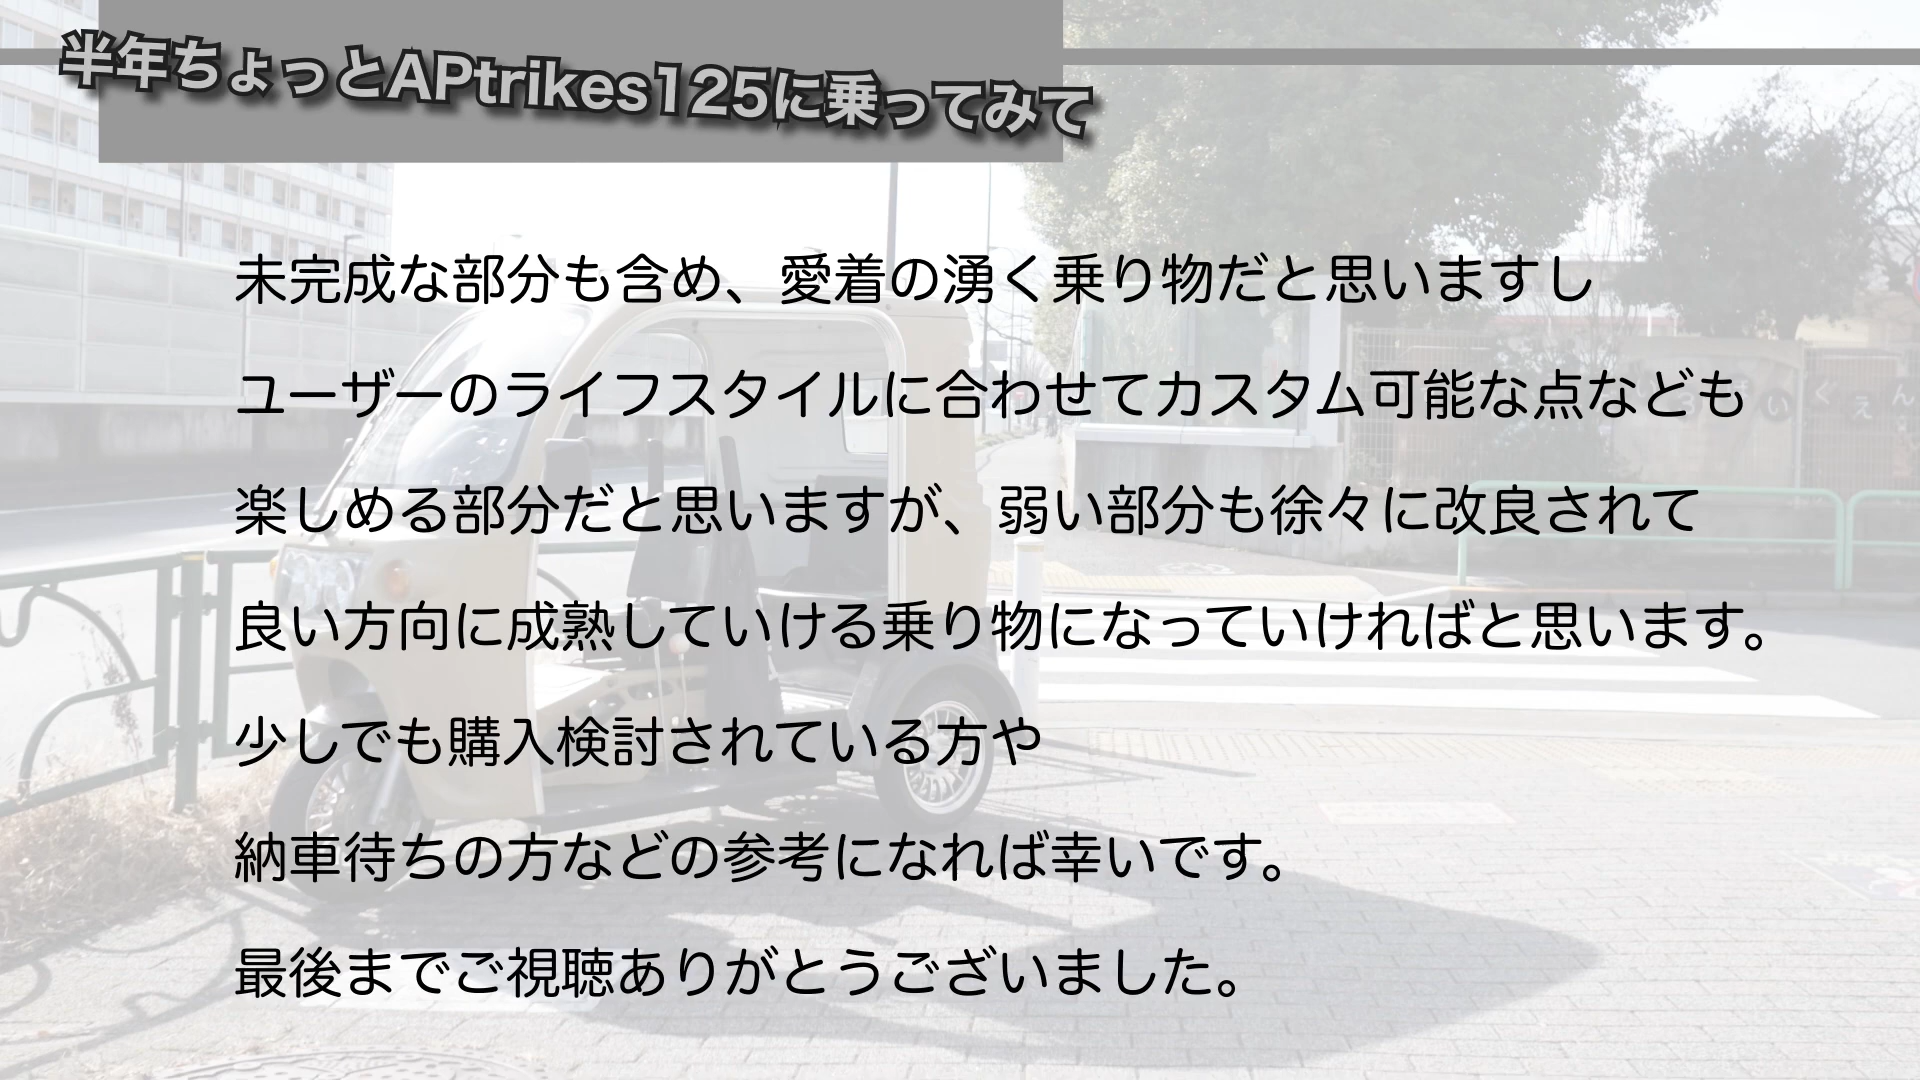 半年ちょっとAPtrikes125に乗ってみて
未完成な部分も含め、愛着の湧く乗り物だと思いますし
ユーザーのライフスタイルに合わせてカスタム可能な点なども
楽しめる部分だと思いますが、弱い部分も徐々に改良されて
良い方向に成熟していける乗り物になっていければと思います。
少しでも購入検討されている方や
納車待ちの方などの参考になれば幸いです。
最後までご視聴ありがとうございました。